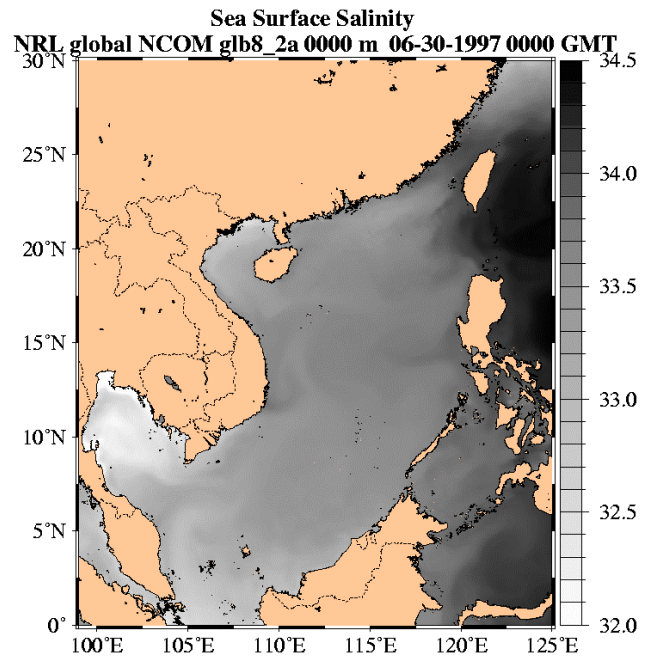 Sea Surface Salinity
NRL global NCOM glb8_2a 0000 m 06-30-1997 0000 GMT
30°N
25°N
20°N
15°N
10°N
5°N
0°
100°E 105°E 110°E 115°E 120°E 125°E
34.5
34.0
33.5
33.0
32.5
32.0